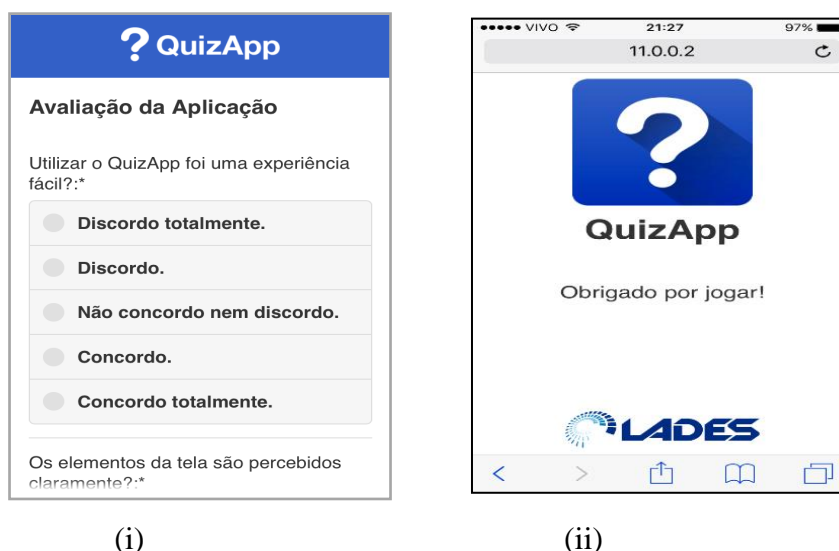 ? QuizApp
Avaliação da Aplicação
Utilizar o QuizApp foi uma experiência
fácil?:*
Discordo totalmente.
Discordo.
Não concordo nem discordo.
Concordo.
Concordo totalmente.
Os elementos da tela são percebidos
claramente?:*
(i)
VIVO 21:27 97%
11.0.0.2
?
QuizApp
Obrigado por jogar!
LADES
(ii)